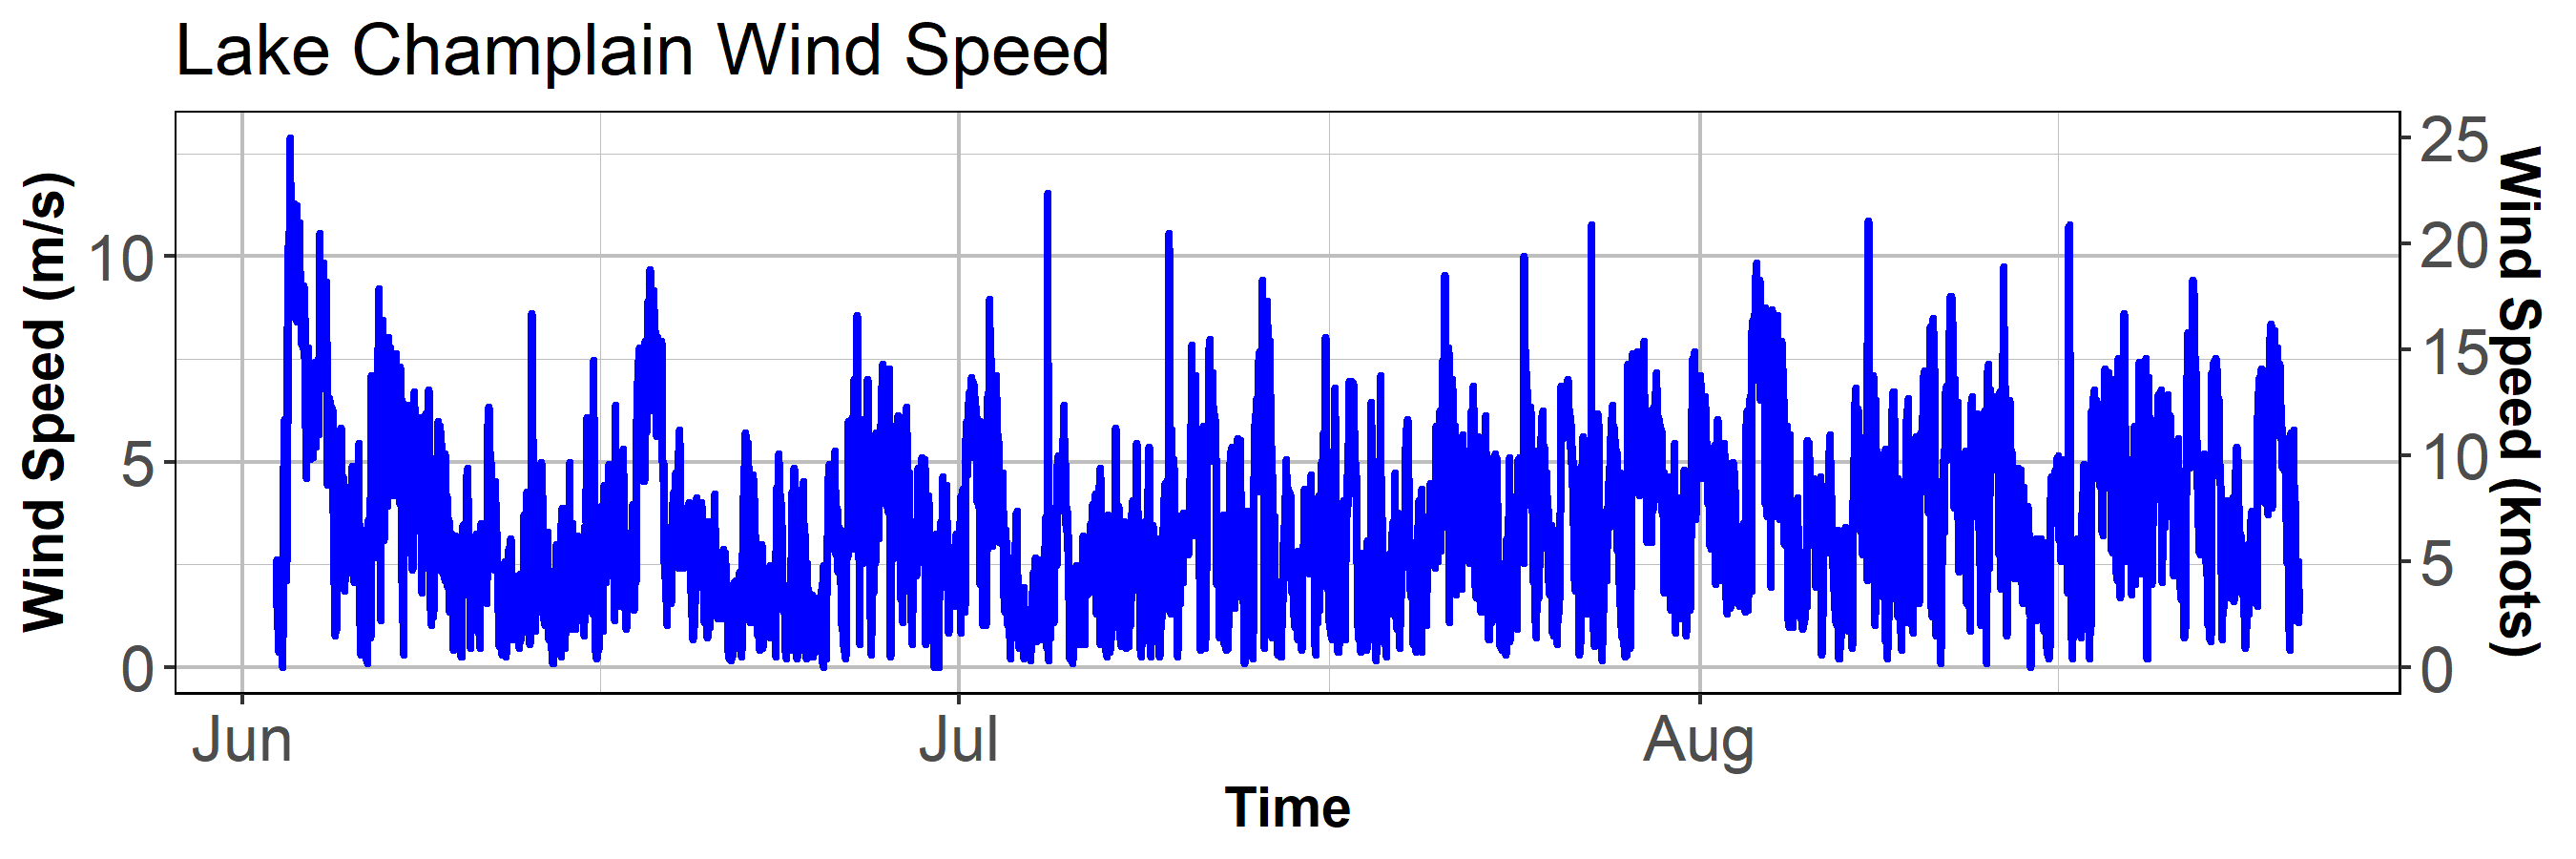 Lake Champlain Wind Speed
Wind Speed (m/s)
10
5
0
25
20
15
10
5
0
Wind Speed (knots)
Jun
Jul
Aug
Time